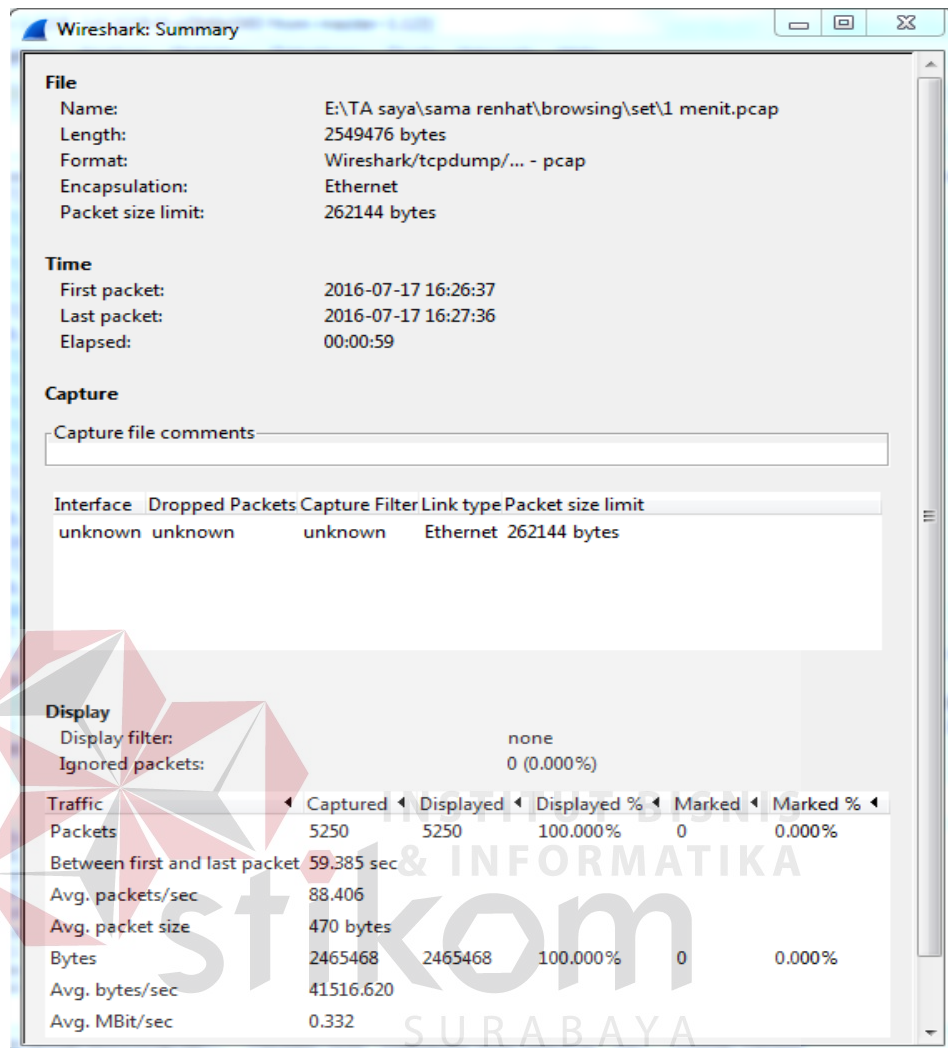 Wireshark: Summary
File
Name: E:\TA saya\sama renhat\browsing\set\1 menit.pcap
Length: 2549476 bytes
Format: Wireshark/tcpdump/... - pcap
Encapsulation: Ethernet
Packet size limit: 262144 bytes
Time
First packet: 2016-07-17 16:26:37
Last packet: 2016-07-17 16:27:36
Elapsed: 00:00:59
Capture
Capture file comments
Interface Dropped Packets Capture Filter Link type Packet size limit
unknown unknown unknown Ethernet 262144 bytes
Display
Display filter: none
Ignored packets: 0 (0.000%)
Traffic Captured Displayed Displayed % Marked Marked %
INSTITUT BISNIS
Packets 5250 5250 100.000% 0 0.000%
Between first and last packet 59.385 sec
& INFORMATIKA
Avg. packets/sec 88.406
Avg. packet size 470 bytes
stikom
Bytes 2465468 2465468 100.000% 0 0.000%
Avg. bytes/sec 41516.620
Avg. MBit/sec 0.332
SURABAYA